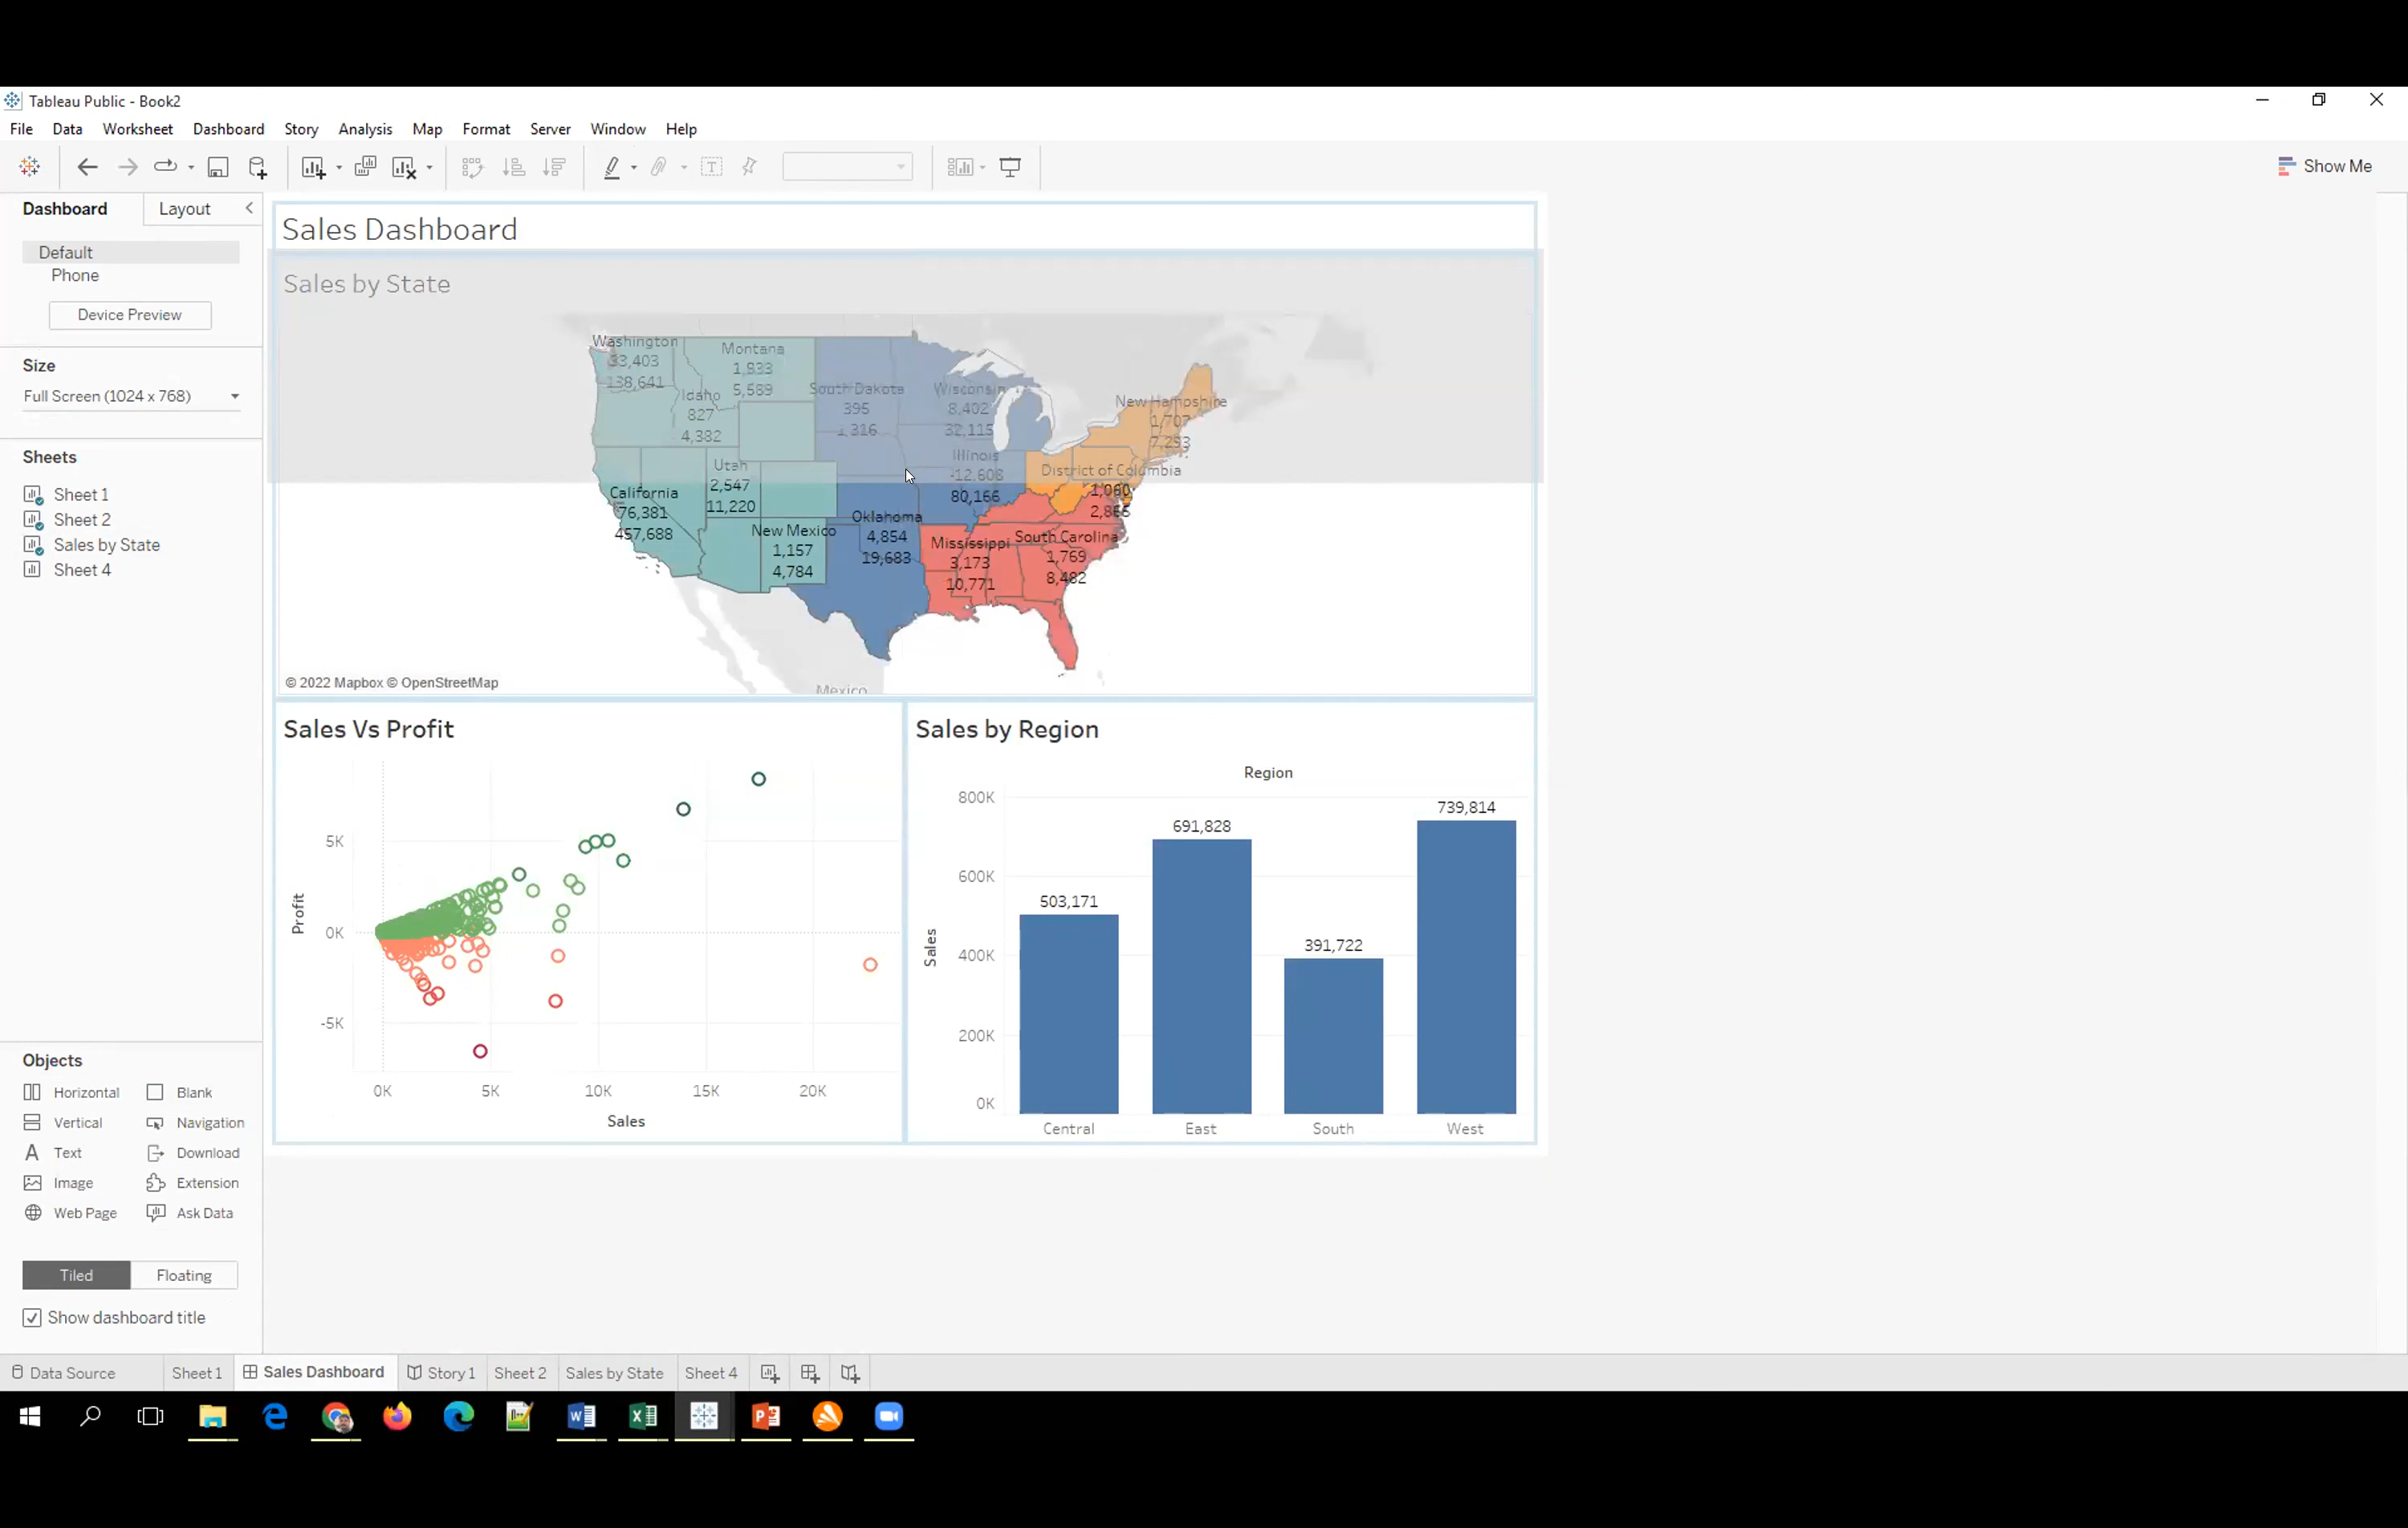 Tableau Public - Book2
File Data Worksheet Dashboard Story Analysis Map Format Server Window Help
Show Me
Dashboard Layout
Default
Phone
Device Preview
Size
Full Screen (1024 x 768)
Sheets
Sheet 1
Sheet 2
Sales by State
Sheet 4
Sales Dashboard
Sales by State
Washington
33,403
138,641
Montana
1,833
5,589
Idaho
827
4,382
South Dakota
395
1,316
Wisconsin
8,402
32,115
New Hampshire
1,707
7,293
Utah
2,547
11,220
Illinois
-12,608
80,166
District of Columbia
1,060
2,865
California
76,381
457,688
New Mexico
1,157
4,784
Oklahoma
4,854
19,683
Mississippi
3,173
10,771
South Carolina
1,769
8,482
Mexico
© 2022 Mapbox © OpenStreetMap
Sales Vs Profit
Profit
5K
0K
-5K
0K 5K 10K 15K 20K
Sales
Sales by Region
Region
Sales
800K
600K
400K
200K
0K
503,171
691,828
391,722
739,814
Central East South West
Objects
Horizontal Blank
Vertical Navigation
A Text Download
Image Extension
Web Page Ask Data
Tiled Floating
Show dashboard title
Data Source Sheet 1 Sales Dashboard Story 1 Sheet 2 Sales by State Sheet 4